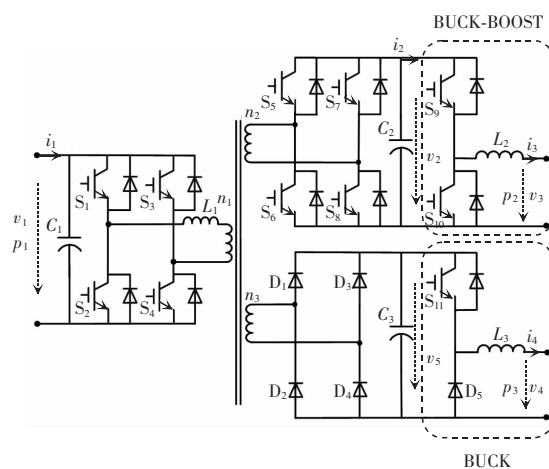 BUCK-BOOST
i₂
S₅
S₇
S₉
n₂
C₂
v₂
L₂
i₃
i₁
S₁
S₃
L₁
n₁
p₂
v₃
v₁
C₁
p₁
S₆
S₈
S₁₀
S₂
S₄
n₃
D₁
D₃
S₁₁
C₃
L₃
i₄
v₅
D₂
D₄
D₅
p₃
v₄
BUCK